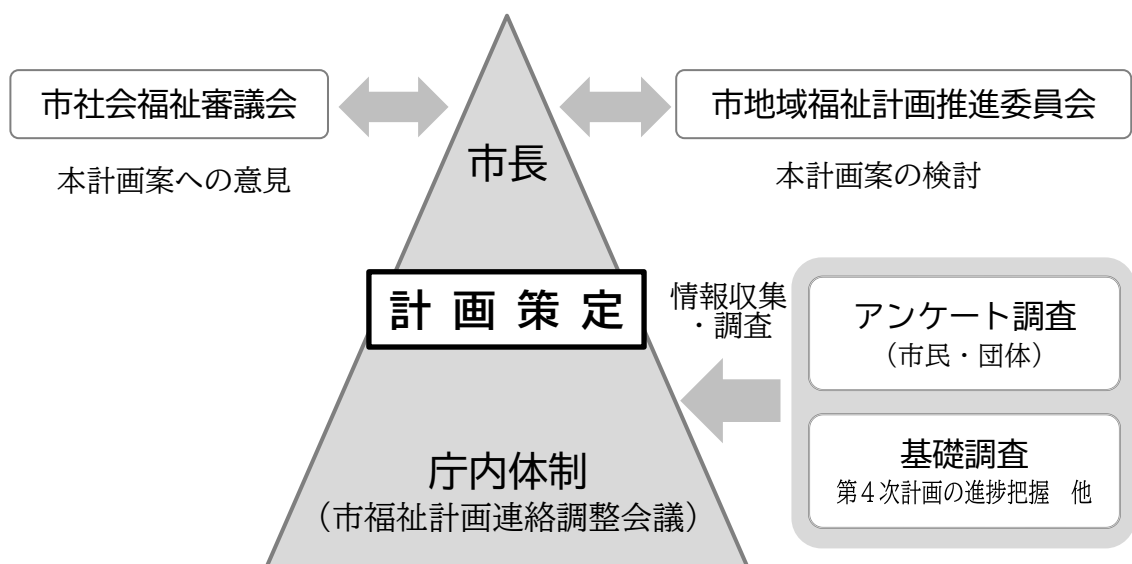 市社会福祉審議会
本計画案への意見
市長
市地域福祉計画推進委員会
本計画案の検討
計画策定
情報収集
・調査
アンケート調査
（市民・団体）
基礎調査
第４次計画の進捗把握　他
庁内体制
（市福祉計画連絡調整会議）